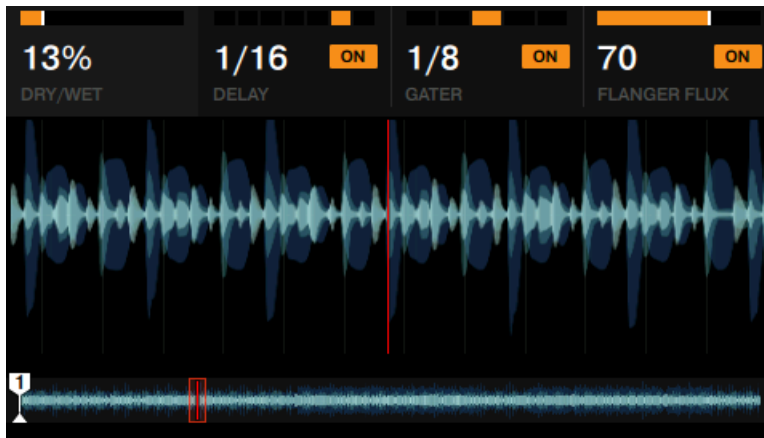 13%
DRY/WET
1/16 ON
DELAY
1/8 ON
GATER
70 ON
FLANGER FLUX
1